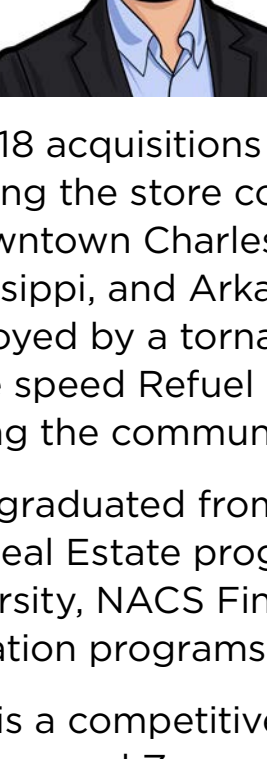 18 acquisitions
ng the store co
wntown Charles
sippi, and Arka
oyed by a torna
e speed Refuel
ng the commun
graduated from
eal Estate prog
rsity, NACS Fin
ation programs
is a competitive